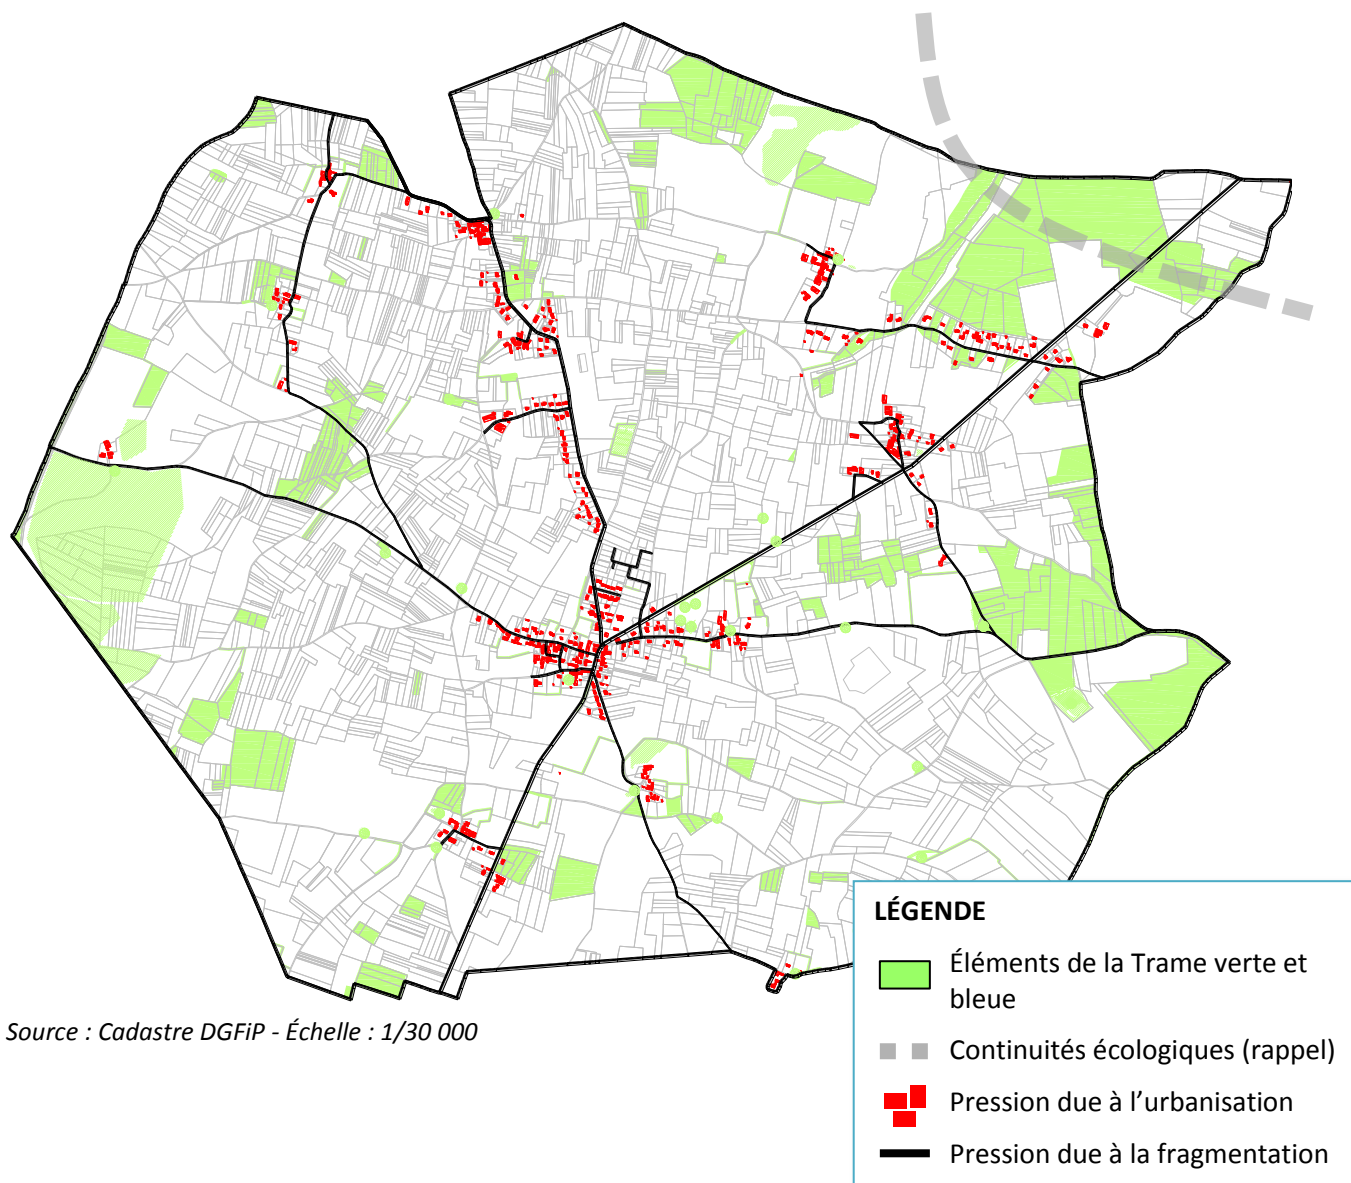 LÉGENDE
Éléments de la Trame verte et
bleue
Source : Cadastre DGFiP - Échelle : 1/30 000
Continuités écologiques (rappel)
Pression due à l’urbanisation
Pression due à la fragmentation